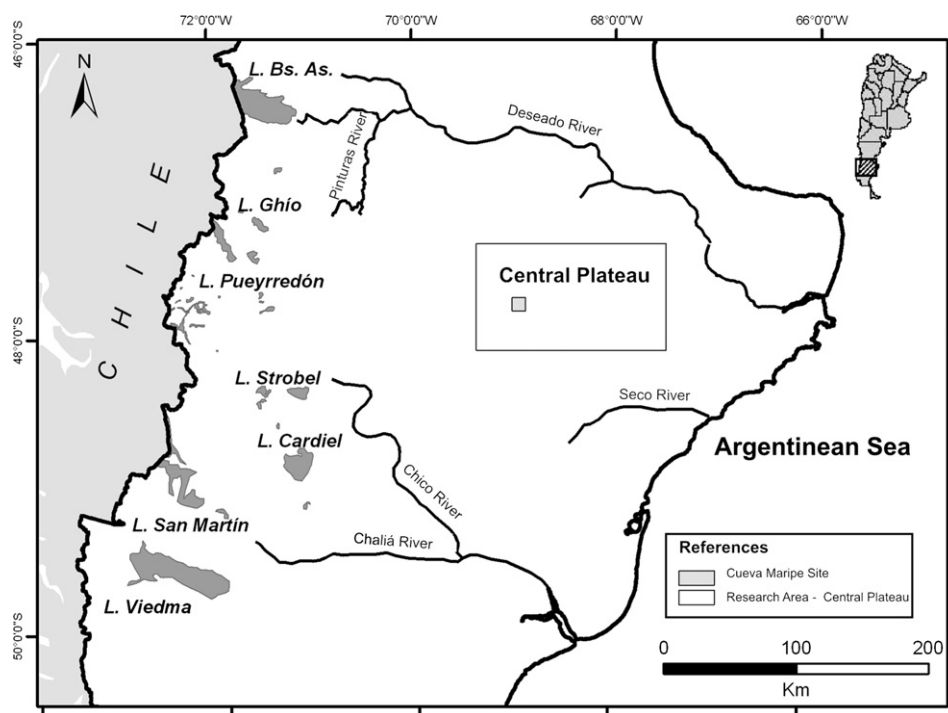 72°0'0"W
70°0'0"W
68°0'0"W
66°0'0"W
46°0'0"S
48°0'0"S
50°0'0"S
N
CHILE
L. Bs. As.
Deseado River
Pinturas River
L. Ghío
L. Pueyrredón
Central Plateau
L. Strobel
Seco River
L. Cardiel
Argentinean Sea
Chico River
L. San Martín
Chaliá River
L. Viedma
References
Cueva Maripe Site
Research Area - Central Plateau
0 100 200
Km